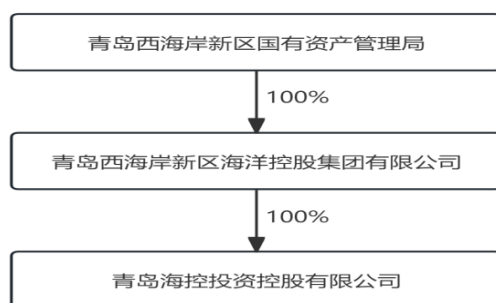 青岛西海岸新区国有资产管理局
100%
青岛西海岸新区海洋控股集团有限公司
100%
青岛海控投资控股有限公司